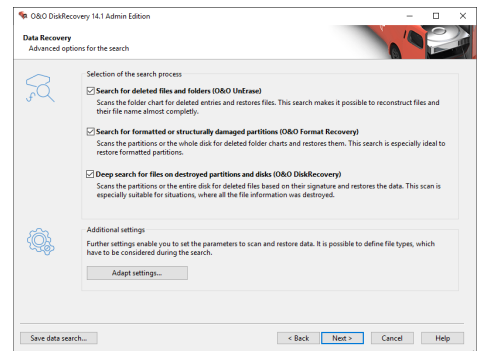 O&O DiskRecovery 14.1 Admin Edition
Data Recovery
Advanced options for the search
Selection of the search process
Search for deleted files and folders (O&O UnErase)
Scans the folder chart for deleted entries and restores files. This search makes it possible to reconstruct files and
their file name almost completly.
Search for formatted or structurally damaged partitions (O&O Format Recovery)
Scans the partitions or the whole disk for deleted folder charts and restores them. This search is especially ideal to
restore formatted partitions.
Deep search for files on destroyed partitions and disks (O&O DiskRecovery)
Scans the partitions or the entire disk for deleted files based on their signature and restores the data. This scan is
especially suitable for situations, where all the file information was destroyed.
Additional settings
Further settings enable you to set the parameters to scan and restore data. It is possible to define file types, which
have to be considered during the search.
Adapt settings...
Save data search... < Back Next > Cancel Help